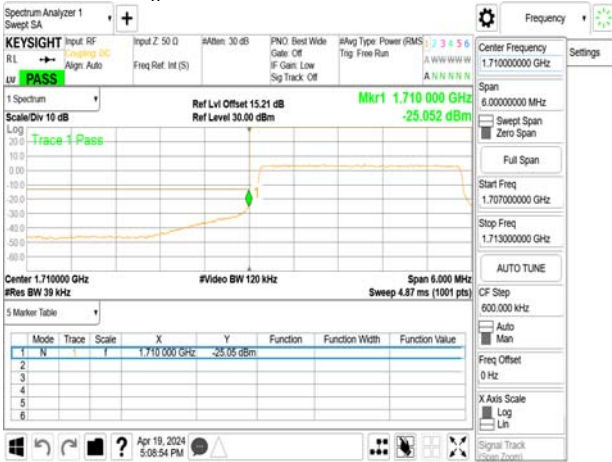 Spectrum Analyzer 1
Swept SA
+
Frequency
KEYSIGHT Input: RF Input Z: 50 Ω #Atten: 30 dB PNO: Best Wide #Avg Type: Power (RMS 1 2 3 4 5 6
RL Coupling: DC Gate: Off Trig: Free Run A WW WW W
Align: Auto Freq Ref: Int (S) IF Gain: Low
LW PASS Sig Track: Off A N N N N N
1 Spectrum
Ref Lvl Offset 15.21 dB
Mkr1 1.710 000 GHz
Scale/Div 10 dB Ref Level 30.00 dBm -25.052 dBm
Log
Trace 1 Pass
20.0
10.0
0.00
-10.0
-20.0
-30.0
-40.0
-50.0
-60.0
1
Center 1.710000 GHz #Video BW 120 kHz Span 6.000 MHz
#Res BW 39 kHz Sweep 4.87 ms (1001 pts)
5 Marker Table
Mode Trace Scale X Y Function Function Width Function Value
1 N 1 f 1.710 000 GHz -25.05 dBm
2
3
4
5
6
Apr 19, 2024
5:08:54 PM
?
Settings
Center Frequency
1.710000000 GHz
Span
6.00000000 MHz
Swept Span
Zero Span
Full Span
Start Freq
1.707000000 GHz
Stop Freq
1.713000000 GHz
AUTO TUNE
CF Step
600.000 kHz
Auto
Man
Freq Offset
0 Hz
X Axis Scale
Log
Lin
Signal Track
(Span Zoom)